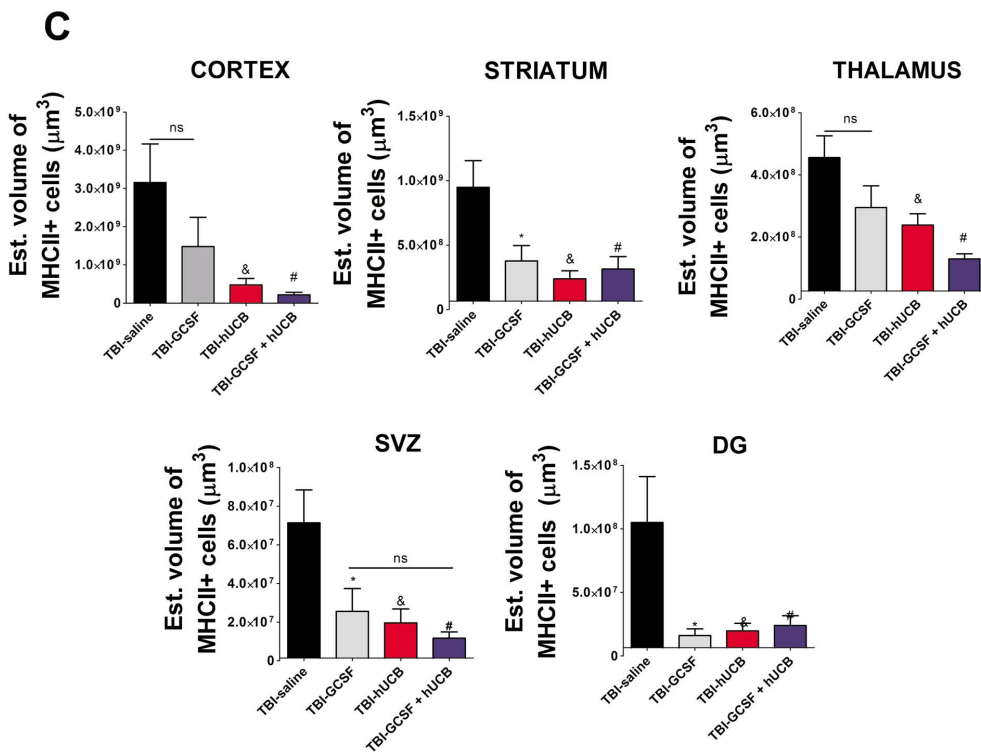 C
CORTEX
Est. volume of
MHCII+ cells (μm³)
5.0×10⁹
4.0×10⁹
3.0×10⁹
2.0×10⁹
1.0×10⁹
0
ns
&
#
TBI-saline
TBI-GCSF
TBI-hUCB
TBI-GCSF + hUCB
STRIATUM
Est. volume of
MHCII+ cells (μm³)
1.5×10⁹
1.0×10⁹
5.0×10⁸
0
*
&
#
TBI-saline
TBI-GCSF
TBI-hUCB
TBI-GCSF + hUCB
THALAMUS
Est. volume of
MHCII+ cells (μm³)
6.0×10⁸
4.0×10⁸
2.0×10⁸
0
ns
&
#
TBI-saline
TBI-GCSF
TBI-hUCB
TBI-GCSF + hUCB
SVZ
Est. volume of
MHCII+ cells (μm³)
1.0×10⁸
8.0×10⁷
6.0×10⁷
4.0×10⁷
2.0×10⁷
0
ns
*
&
#
TBI-saline
TBI-GCSF
TBI-hUCB
TBI-GCSF + hUCB
DG
Est. volume of
MHCII+ cells (μm³)
1.5×10⁸
1.0×10⁸
5.0×10⁷
0
*
&
#
TBI-saline
TBI-GCSF
TBI-hUCB
TBI-GCSF + hUCB